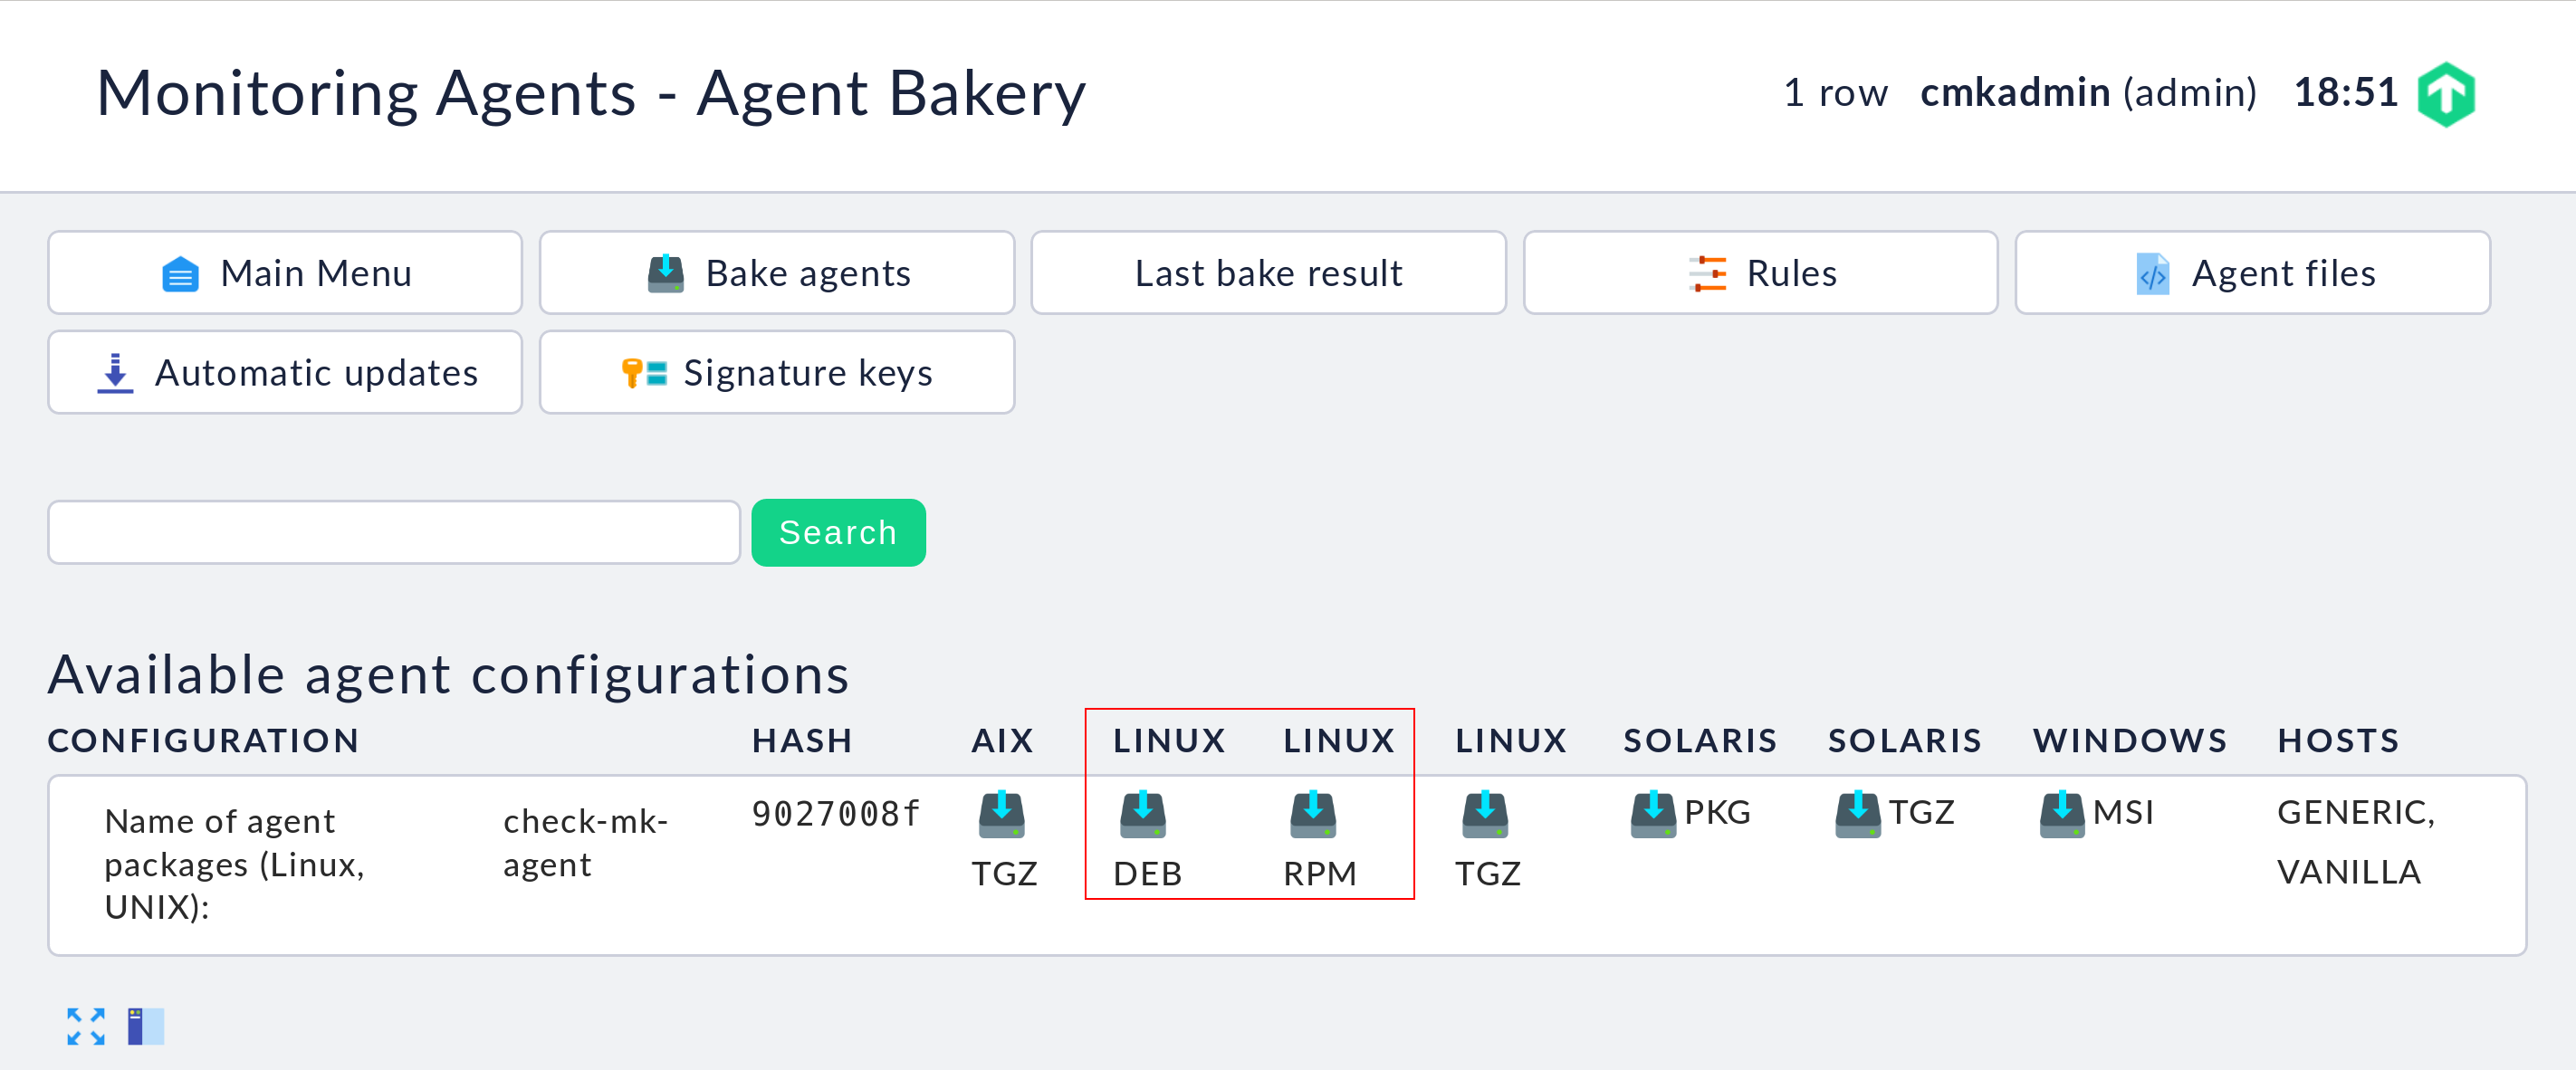 Monitoring Agents - Agent Bakery
1 row cmkadmin (admin) 18:51
Main Menu
Bake agents
Last bake result
Rules
Agent files
Automatic updates
Signature keys
Search
Available agent configurations
CONFIGURATION HASH AIX LINUX LINUX LINUX SOLARIS SOLARIS WINDOWS HOSTS
Name of agent
packages (Linux,
UNIX):
check-mk-
agent
9027008f
TGZ
DEB
RPM
TGZ
PKG
TGZ
MSI
GENERIC,
VANILLA